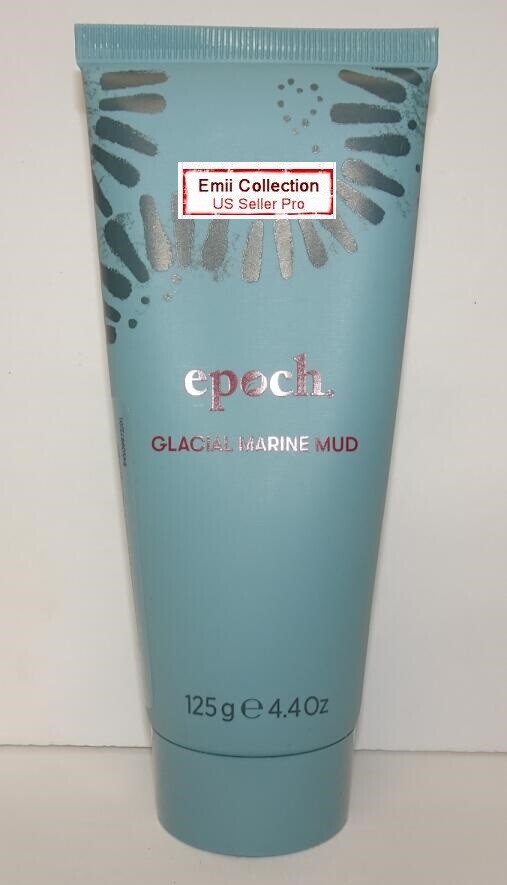 Emii Collection
US Seller Pro
epoch®
GLACIAL MARINE MUD
125g ℮ 4.4Oz